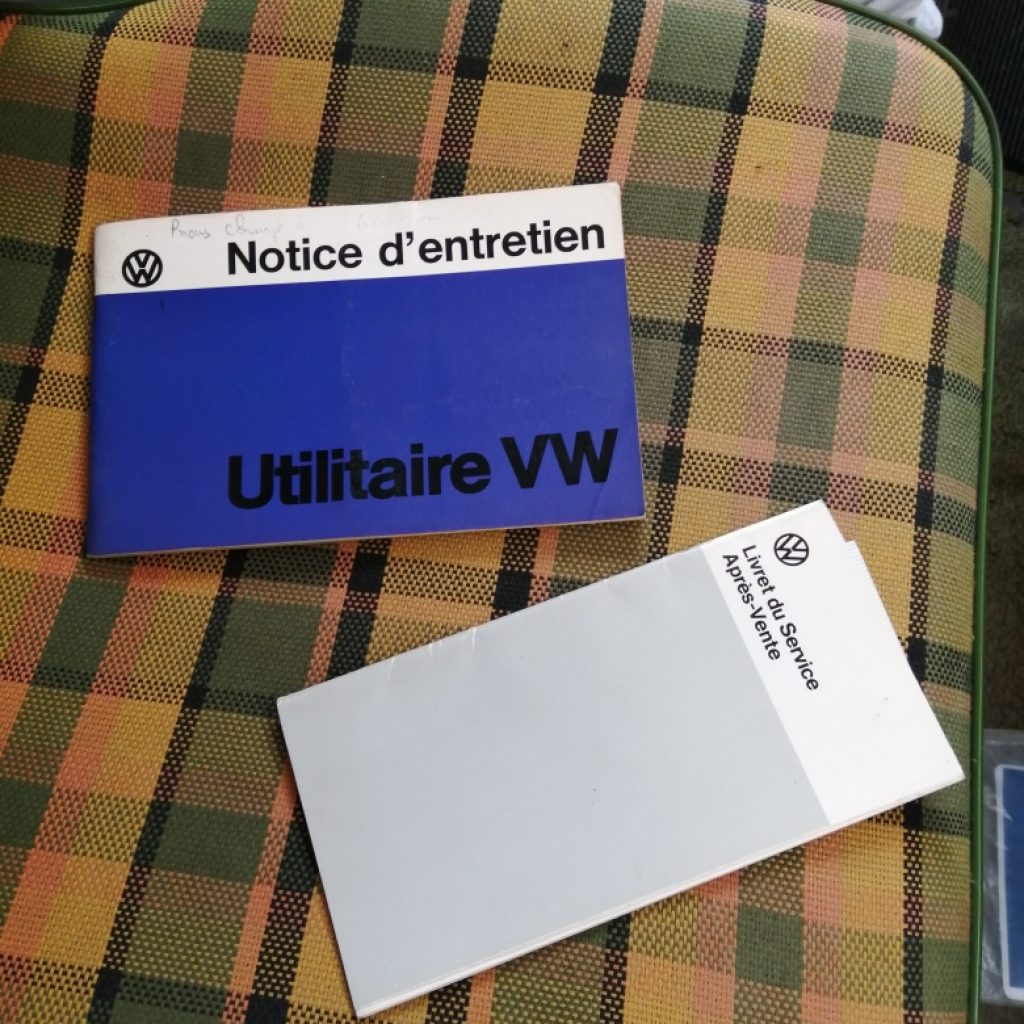 Notice d'entretien
Utilitaire VW
Livret du Service
Après-Vente